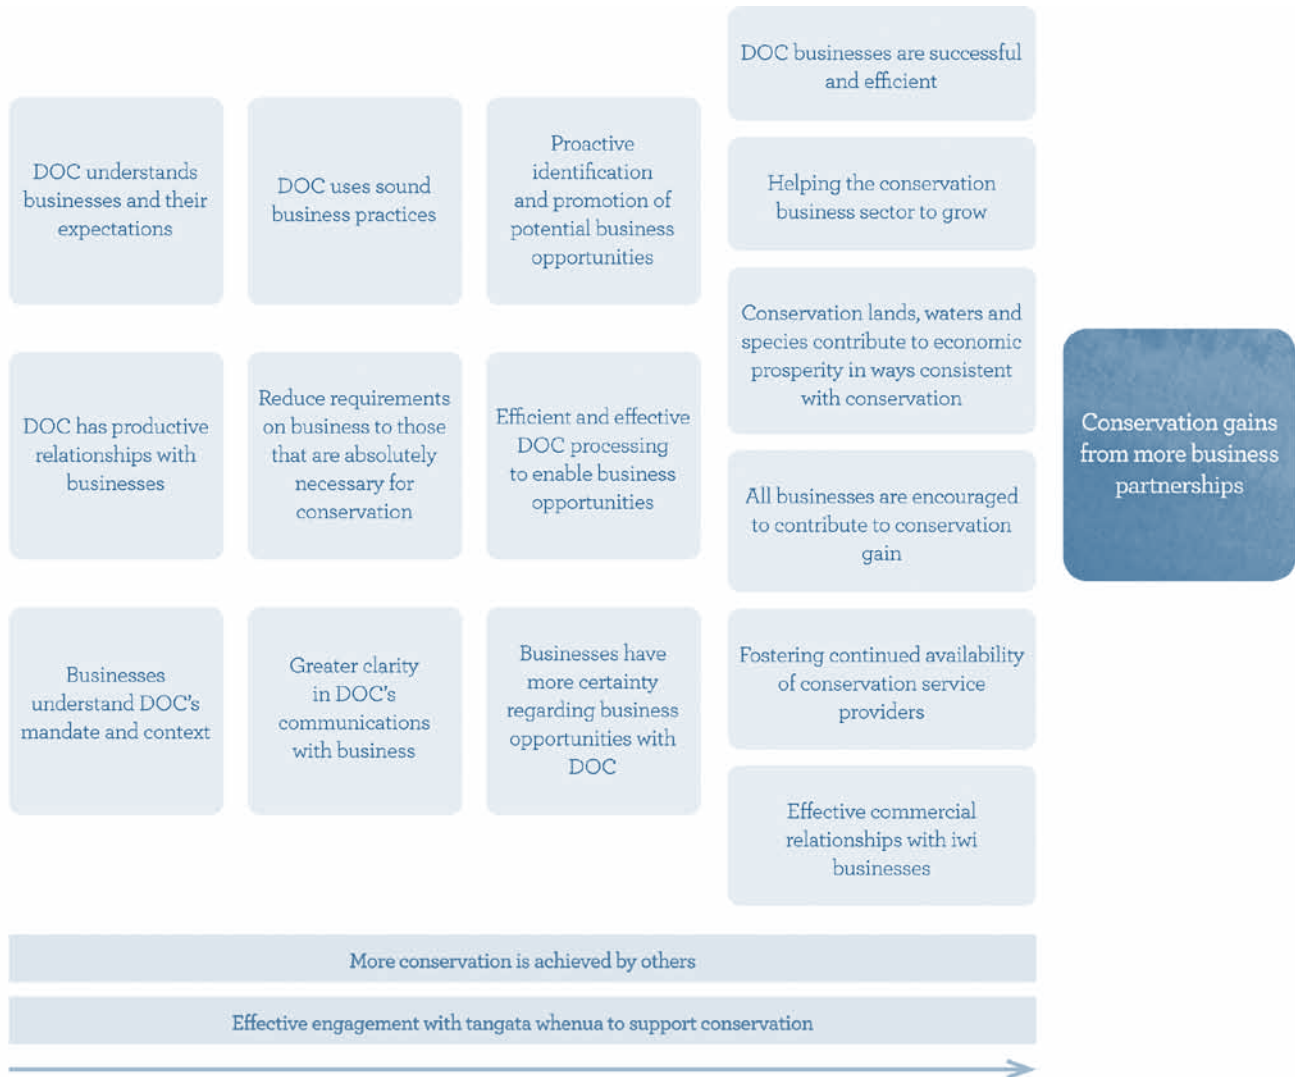 DOC understands
businesses and their
expectations
DOC has productive
relationships with
businesses
Businesses
understand DOC's
mandate and context
DOC uses sound
business practices
Reduce requirements
on business to those
that are absolutely
necessary for
conservation
Greater clarity
in DOC's
communications
with business
Proactive
identification
and promotion of
potential business
opportunities
Efficient and effective
DOC processing
to enable business
opportunities
Businesses have
more certainty
regarding business
opportunities with
DOC
DOC businesses are successful
and efficient
Helping the conservation
business sector to grow
Conservation lands, waters and
species contribute to economic
prosperity in ways consistent
with conservation
All businesses are encouraged
to contribute to conservation
gain
Fostering continued availability
of conservation service
providers
Effective commercial
relationships with iwi
businesses
Conservation gains
from more business
partnerships
More conservation is achieved by others
Effective engagement with tangata whenua to support conservation